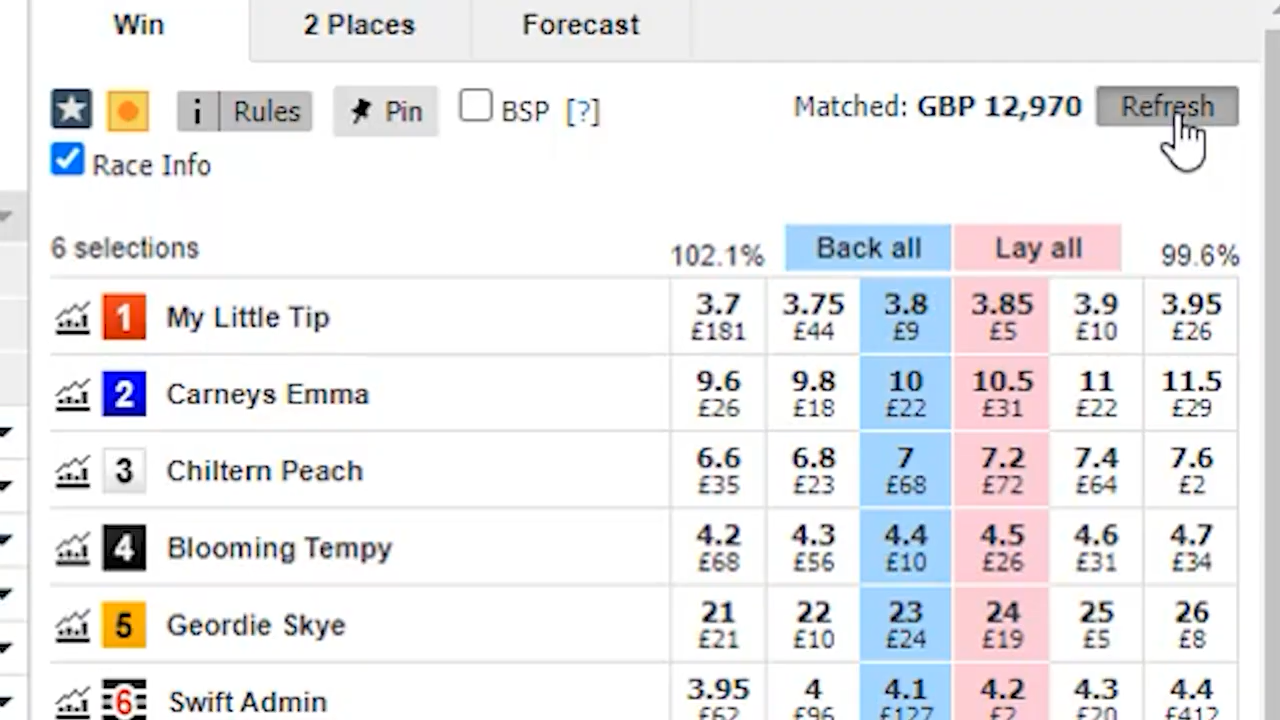 Win 2 Places Forecast
i Rules Pin BSP [?] Matched: GBP 12,970 Refresh
Race Info
6 selections 102.1% Back all Lay all 99.6%
1 My Little Tip 3.7 3.75 3.8 3.85 3.9 3.95
£181 £44 £9 £5 £10 £26
2 Carneys Emma 9.6 9.8 10 10.5 11 11.5
£26 £18 £22 £31 £22 £29
3 Chiltern Peach 6.6 6.8 7 7.2 7.4 7.6
£35 £23 £68 £72 £64 £2
4 Blooming Tempy 4.2 4.3 4.4 4.5 4.6 4.7
£68 £56 £10 £26 £31 £34
5 Geordie Skye 21 22 23 24 25 26
£21 £10 £24 £19 £5 £8
6 Swift Admin 3.95 4 4.1 4.2 4.3 4.4
£62 £96 £127 £2 £20 £412